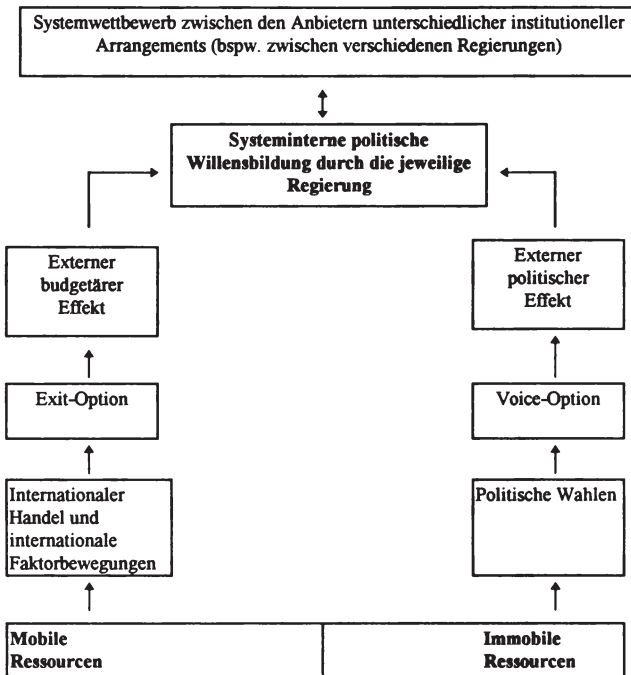 Systemwettbewerb zwischen den Anbietern unterschiedlicher institutioneller
Arrangements (bspw. zwischen verschiedenen Regierungen)
Systeminterne politische
Willensbildung durch die jeweilige
Regierung
Externer
budgetärer
Effekt
Externer
politischer
Effekt
Exit-Option
Voice-Option
Internationaler
Handel und
internationale
Faktorbewegungen
Politische Wahlen
Mobile
Ressourcen
Immobile
Ressourcen